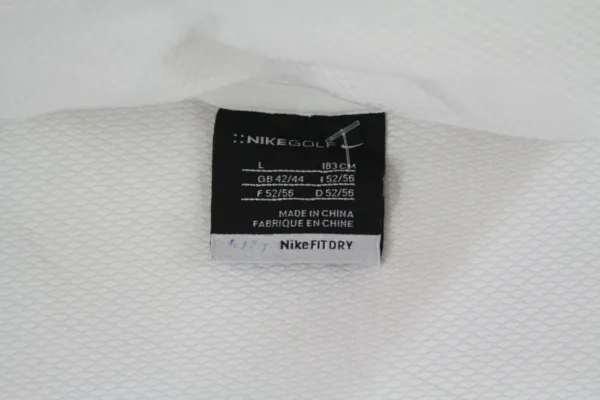 ::NIKEGOLF
L 183 CM
GB 42/44 I 52/56
F 52/56 D 52/56
MADE IN CHINA
FABRIQUE EN CHINE
NikeFITDRY